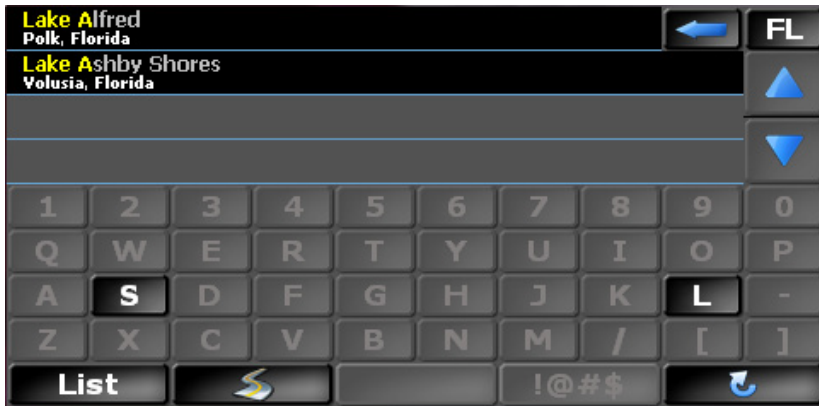 Lake Alfred
Polk, Florida
FL
Lake Ashby Shores
Volusia, Florida
1 2 3 4 5 6 7 8 9 0
Q W E R T Y U I O P
A S D F G H J K L -
Z X C V B N M / [ ]
List !@#$